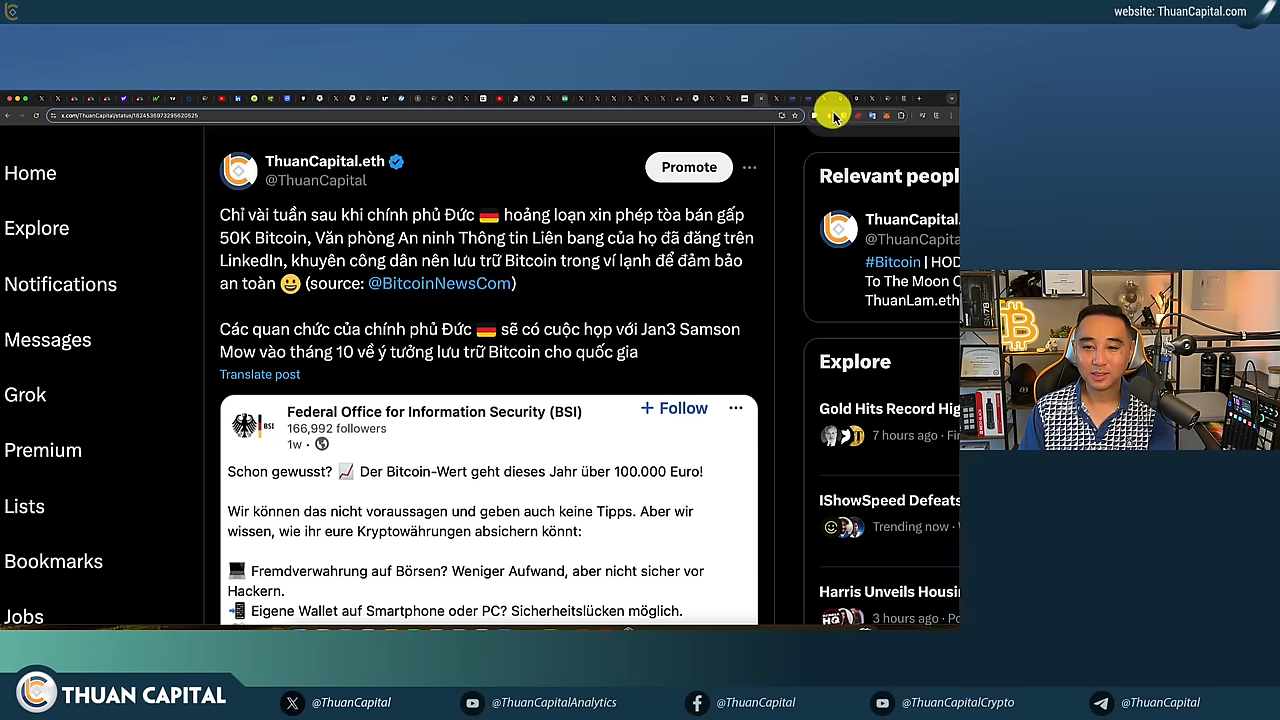 website: ThuanCapital.com
x.com/ThuanCapital/status/1824536973295620525
Home
Explore
Notifications
Messages
Grok
Premium
Lists
Bookmarks
Jobs
ThuanCapital.eth
@ThuanCapital
Promote
Chỉ vài tuần sau khi chính phủ Đức 🇩🇪 hoảng loạn xin phép tòa bán gấp
50K Bitcoin, Văn phòng An ninh Thông tin Liên bang của họ đã đăng trên
LinkedIn, khuyên công dân nên lưu trữ Bitcoin trong ví lạnh để đảm bảo
an toàn 😀 (source: @BitcoinNewsCom)
Các quan chức của chính phủ Đức 🇩🇪 sẽ có cuộc họp với Jan3 Samson
Mow vào tháng 10 về ý tưởng lưu trữ Bitcoin cho quốc gia
Translate post
BSI
Federal Office for Information Security (BSI)
166,992 followers
1w •
+ Follow
Schon gewusst? 📈 Der Bitcoin-Wert geht dieses Jahr über 100.000 Euro!
Wir können das nicht voraussagen und geben auch keine Tipps. Aber wir
wissen, wie ihr eure Kryptowährungen absichern könnt:
💻 Fremdverwahrung auf Börsen? Weniger Aufwand, aber nicht sicher vor
Hackern.
📲 Eigene Wallet auf Smartphone oder PC? Sicherheitslücken möglich.
Relevant peopl
ThuanCapital.
@ThuanCapita
#Bitcoin | HOD
To The Moon
ThuanLam.eth
Explore
Gold Hits Record Hig
7 hours ago · Fi
IShowSpeed Defeats
Trending now ·
Harris Unveils Housi
3 hours ago · Po
THUAN CAPITAL
@ThuanCapital
@ThuanCapitalAnalytics
@ThuanCapital
@ThuanCapitalCrypto
@ThuanCapital